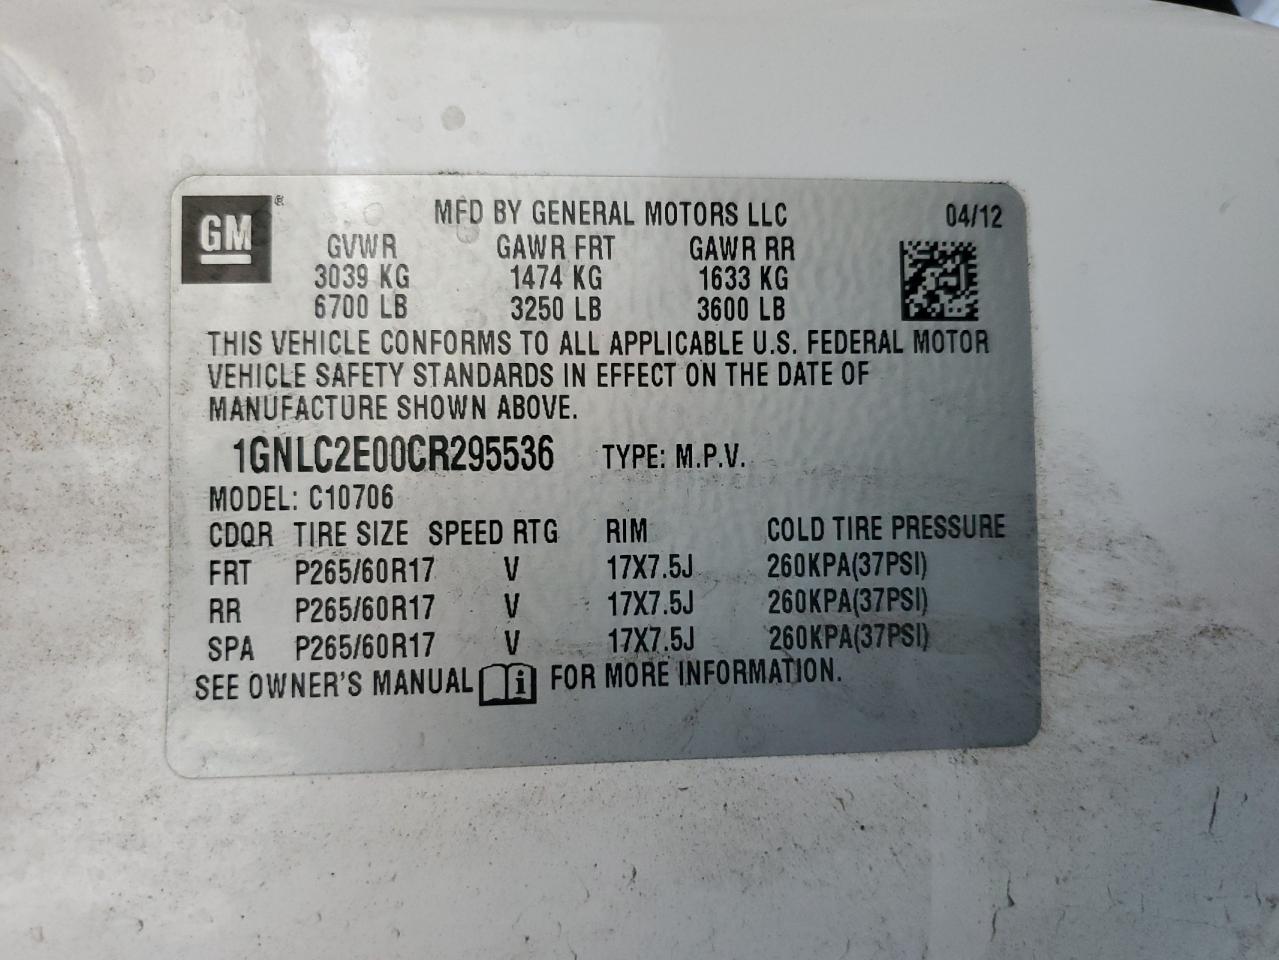 GM ®
MFD BY GENERAL MOTORS LLC 04/12
GVWR GAWR FRT GAWR RR
3039 KG 1474 KG 1633 KG
6700 LB 3250 LB 3600 LB
THIS VEHICLE CONFORMS TO ALL APPLICABLE U.S. FEDERAL MOTOR
VEHICLE SAFETY STANDARDS IN EFFECT ON THE DATE OF
MANUFACTURE SHOWN ABOVE.
1GNLC2E00CR295536 TYPE: M.P.V.
MODEL: C10706
CDQR TIRE SIZE SPEED RTG RIM COLD TIRE PRESSURE
FRT P265/60R17 V 17X7.5J 260KPA(37PSI)
RR P265/60R17 V 17X7.5J 260KPA(37PSI)
SPA P265/60R17 V 17X7.5J 260KPA(37PSI)
SEE OWNER'S MANUAL i FOR MORE INFORMATION.